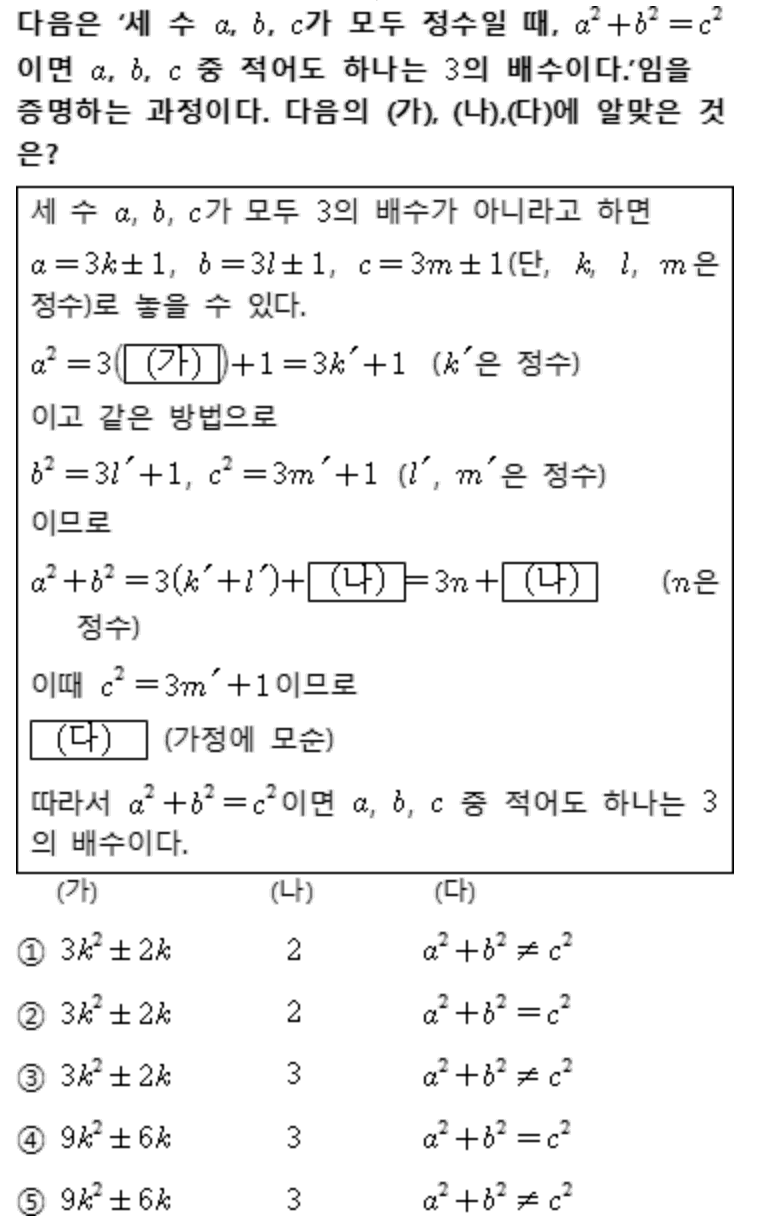 다음은 '세 수 a, b, c가 모두 정수일 때, a²+b²=c²
이면 a, b, c 중 적어도 하나는 3의 배수이다.'임을
증명하는 과정이다. 다음의 (가), (나),(다)에 알맞은 것
은?
세 수 a, b, c가 모두 3의 배수가 아니라고 하면
a=3k±1, b=3l±1, c=3m±1(단, k, l, m은
정수)로 놓을 수 있다.
a²=3( (가) )+1=3k′+1 (k′은 정수)
이고 같은 방법으로
b²=3l′+1, c²=3m′+1 (l′, m′은 정수)
이므로
a²+b²=3(k′+l′)+ (나) =3n+ (나) (n은
정수)
이때 c²=3m′+1이므로
(다) (가정에 모순)
따라서 a²+b²=c²이면 a, b, c 중 적어도 하나는 3
의 배수이다.
(가) (나) (다)
① 3k²±2k 2 a²+b²≠c²
② 3k²±2k 2 a²+b²=c²
③ 3k²±2k 3 a²+b²≠c²
④ 9k²±6k 3 a²+b²=c²
⑤ 9k²±6k 3 a²+b²≠c²